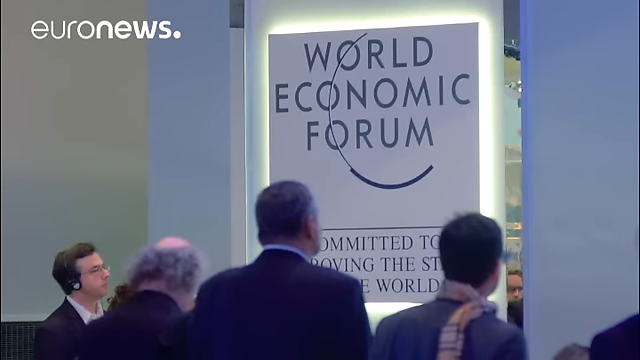 euronews.
WORLD
ECONOMIC
FORUM
OMMITTED TO
ROVING THE ST
E WORLD